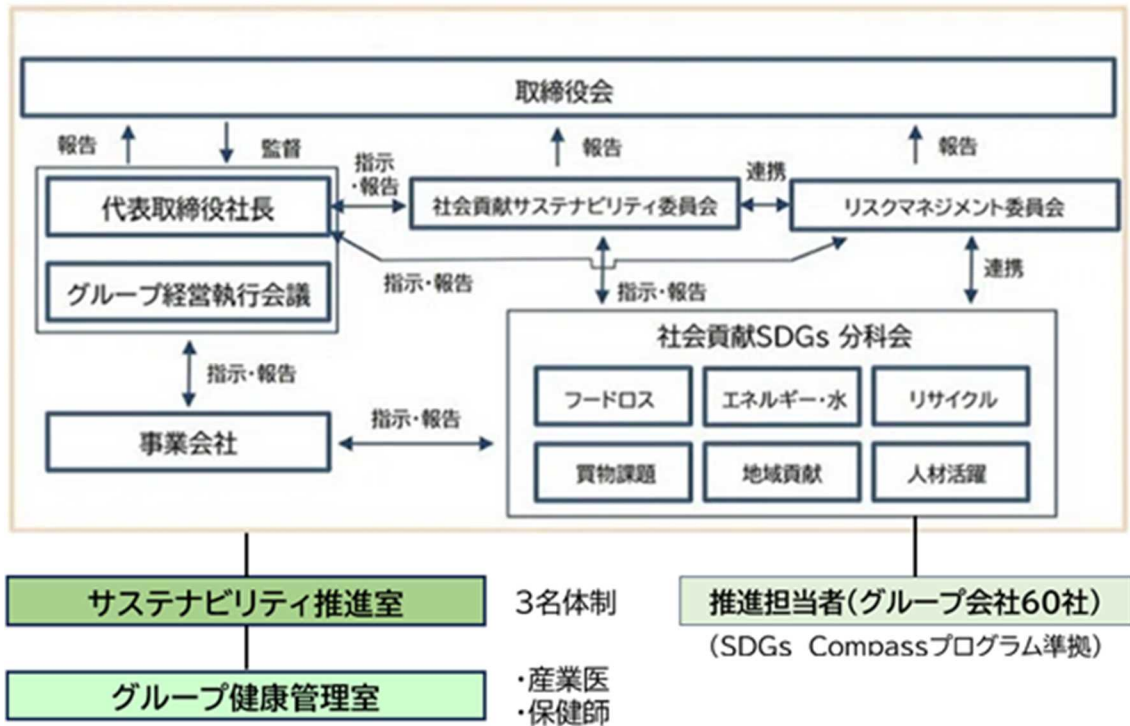 取締役会
報告
監督
報告
報告
指示
・報告
連携
代表取締役社長
社会貢献サステナビリティ委員会
リスクマネジメント委員会
グループ経営執行会議
指示・報告
指示・報告
連携
指示・報告
事業会社
指示・報告
社会貢献SDGs 分科会
フードロス
エネルギー・水
リサイクル
買物課題
地域貢献
人材活躍
サステナビリティ推進室
3名体制
推進担当者(グループ会社60社)
(SDGs Compassプログラム準拠)
グループ健康管理室
・産業医
・保健師